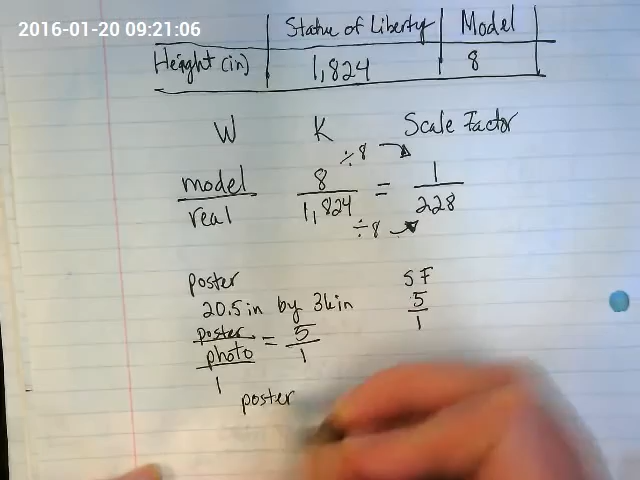 2016-01-20 09:21:06
Statue of Liberty Model
Height (in) 1,824 8
W K Scale Factor
÷8
model 8 = 1
real 1,824 228
÷8
poster SF
20.5 in by 36 in 5
1
poster = 5
photo 1
1 poster